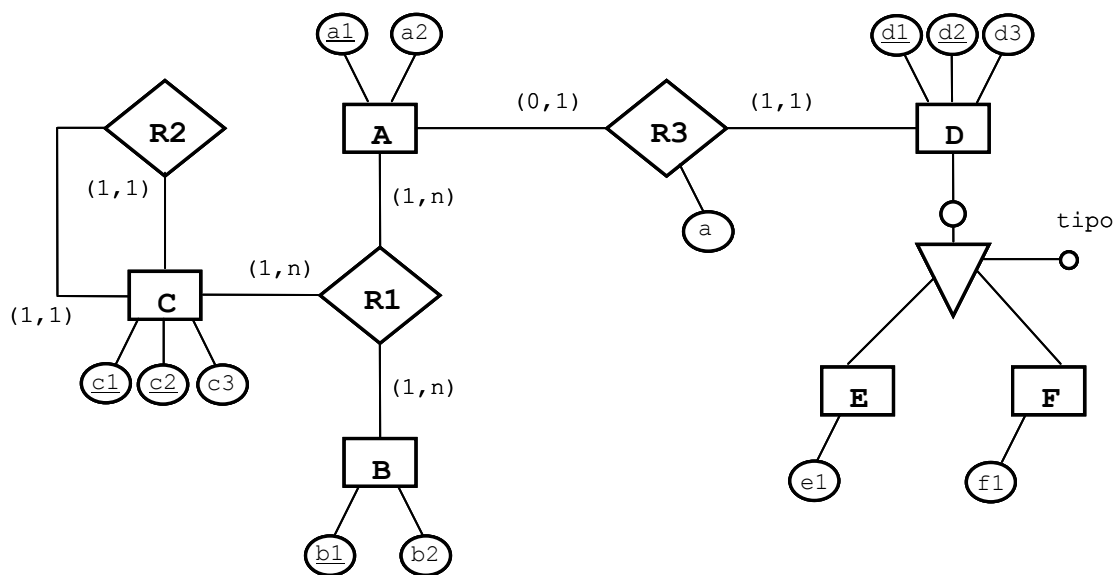 a1 a2 d1 d2 d3
(0,1) (1,1)
R2 A R3 D
(1,1)
(1,n)
a
tipo
(1,n)
C R1
(1,1)
c1 c2 c3
(1,n)
E F
B
e1 f1
b1 b2